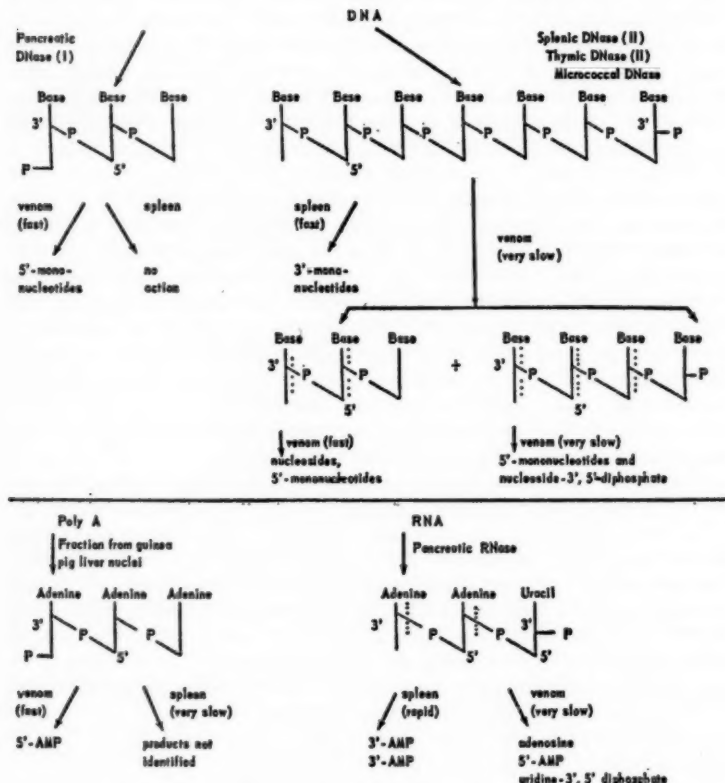 Pancreatic
DNase (I)
DNA
Splenic DNase (II)
Thymic DNase (II)
Micrococcal DNase
Base Base Base
3'
P P P
5'
Base Base Base Base Base Base Base
3' 3'
P P P P P P P
5'
venom
(fast)
spleen
5'-mono-
nucleotides
no
action
spleen
(fast)
3'-mono-
nucleotides
venom
(very slow)
Base Base Base
3'
P P
5'
+
Base Base Base Base
3'
P P P P
5'
venom (fast)
nucleosides,
5'-mononucleotides
venom (very slow)
5'-mononucleotides and
nucleoside-3', 5'-diphosphate
Poly A
Fraction from guinea
pig liver nuclei
Adenine Adenine Adenine
3'
P P P
5'
venom
(fast)
spleen
(very slow)
5'-AMP
products not
identified
RNA
Pancreatic RNase
Adenine Adenine Uracil
3' 3'
P P P
5' 5'
spleen
(rapid)
venom
(very slow)
3'-AMP
3'-AMP
adenosine
5'-AMP
uridine-3', 5' diphosphate